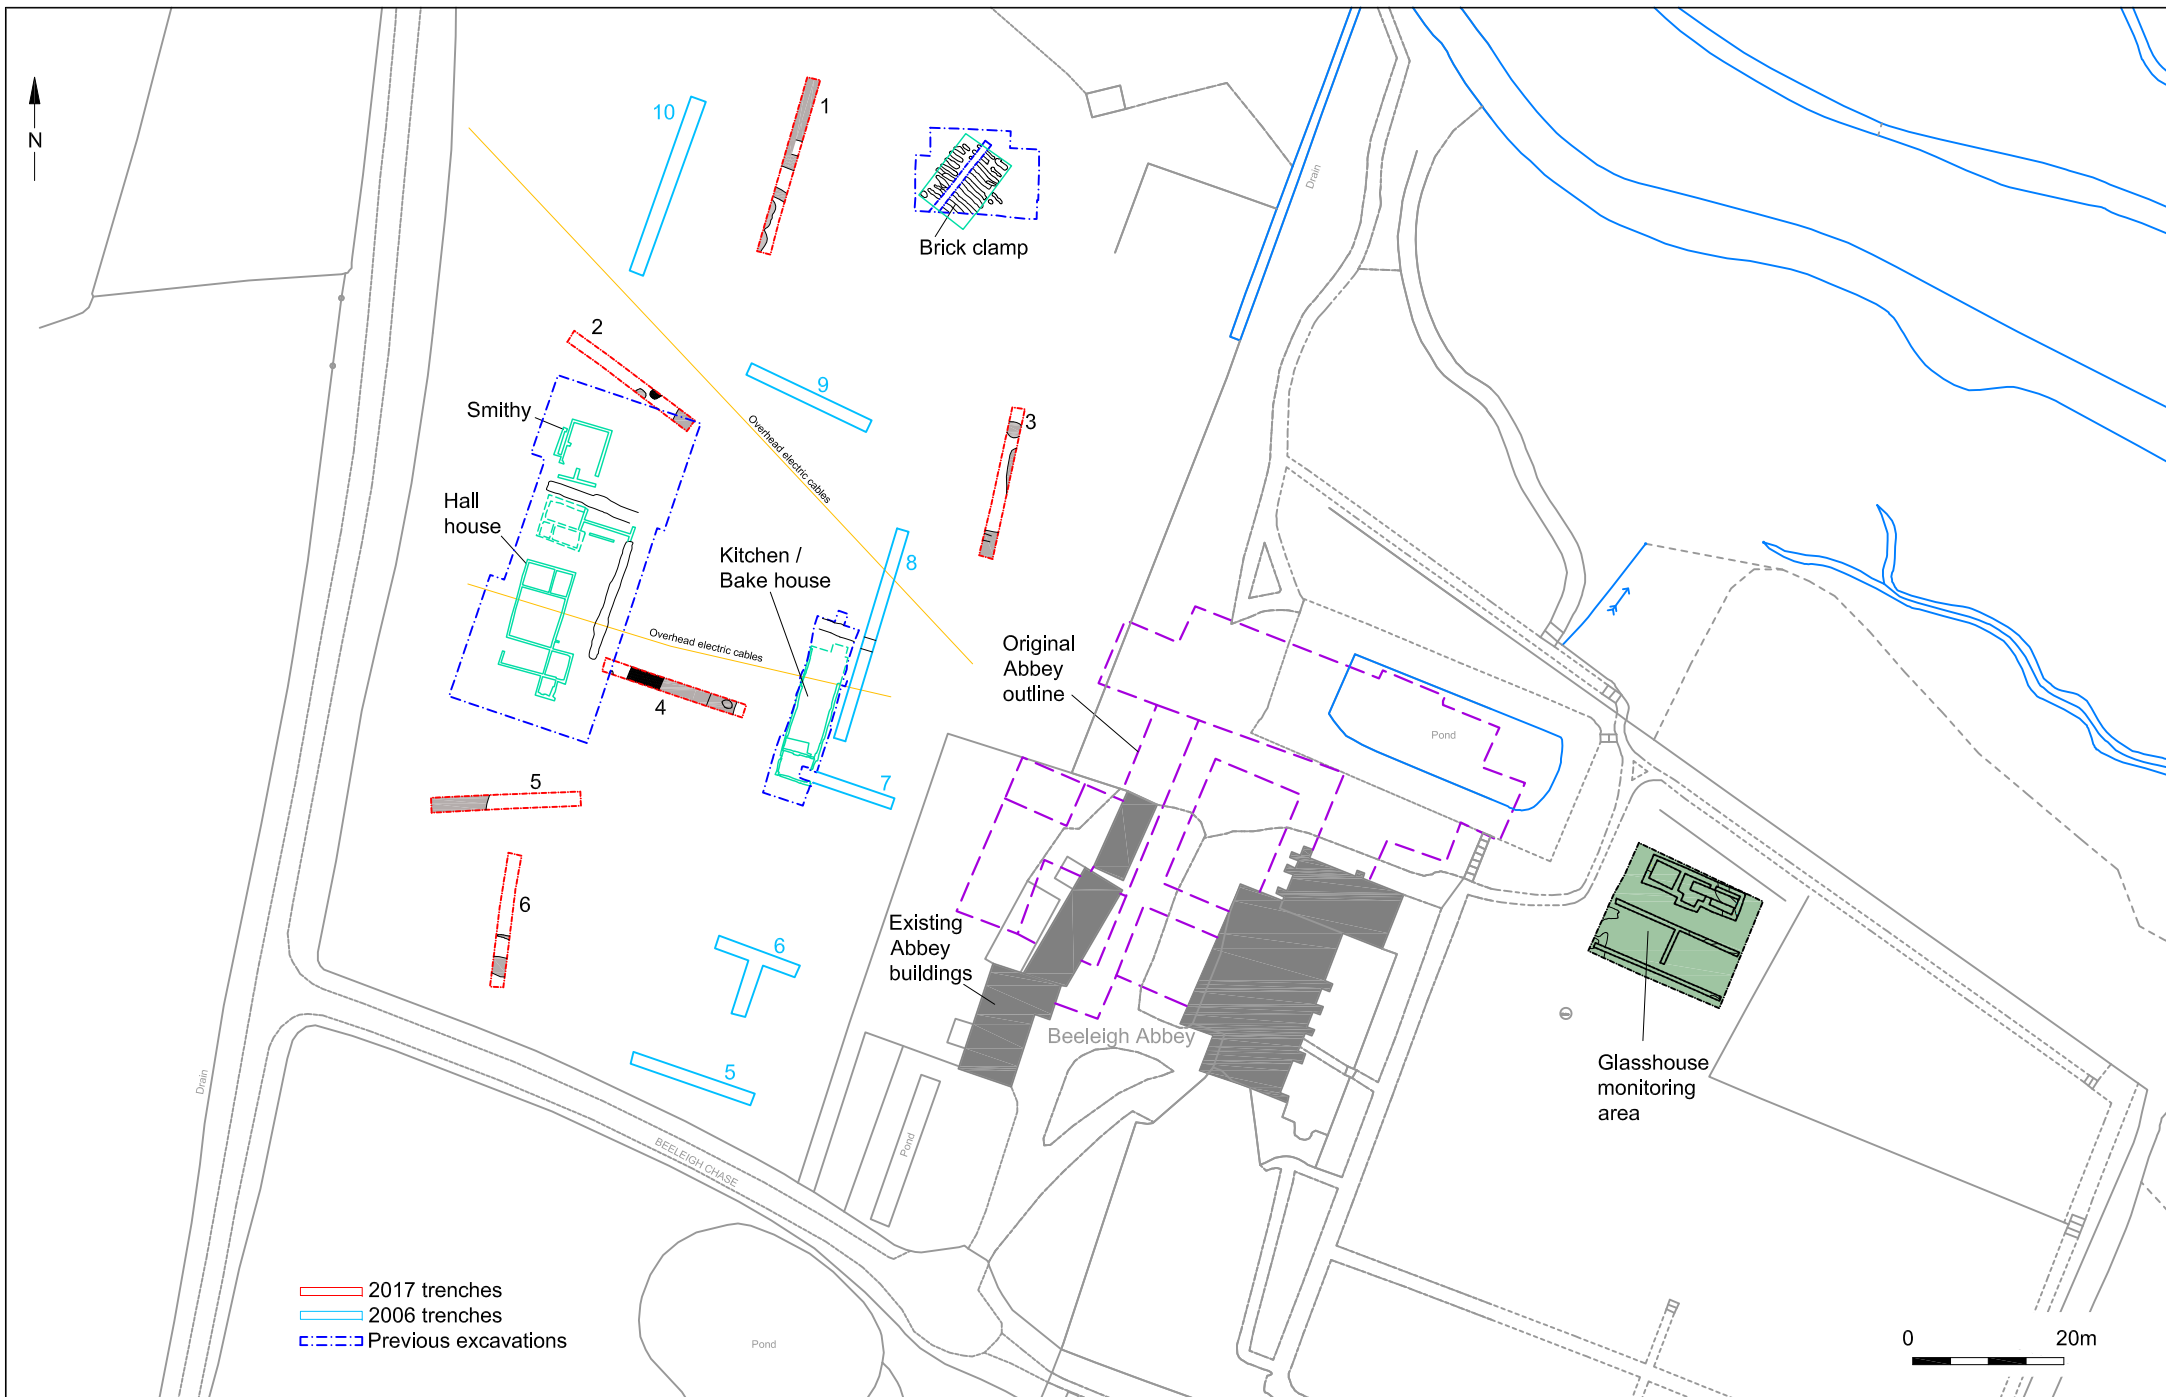 N
10
1
Brick clamp
Drain
2
Smithy
9
Overhead electric cables
3
Hall
house
Kitchen /
Bake house
8
Overhead electric cables
4
Original
Abbey
outline
Pond
5
7
6
6
Existing
Abbey
buildings
Beeleigh Abbey
5
Glasshouse
monitoring
area
Drain
Pond
BEELEIGH CHASE
Pond
2017 trenches
2006 trenches
Previous excavations
0
20m